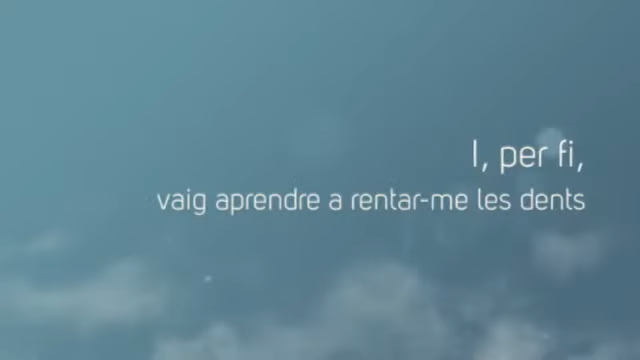 I, per fi,
vaig aprendre a rentar-me les dents